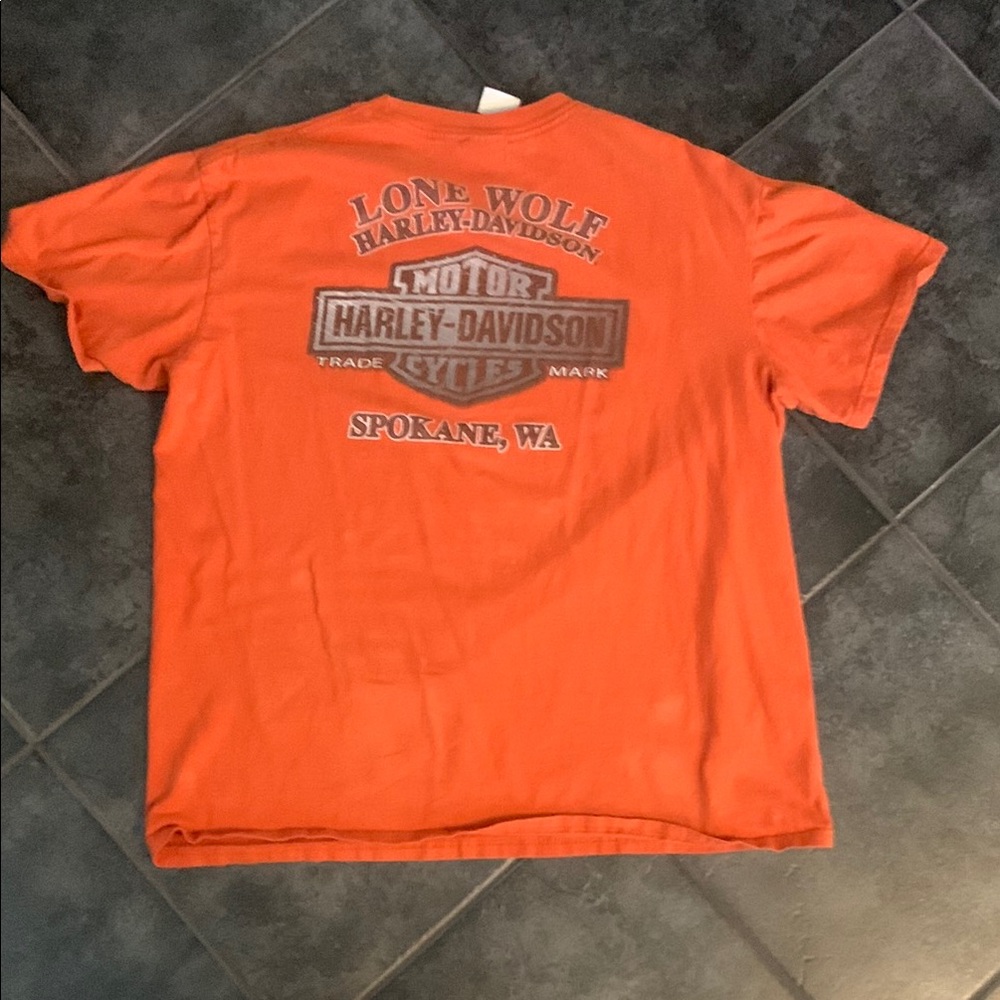 LONE WOLF
HARLEY-DAVIDSON
MOTOR
HARLEY-DAVIDSON
TRADE CYCLES MARK
SPOKANE, WA